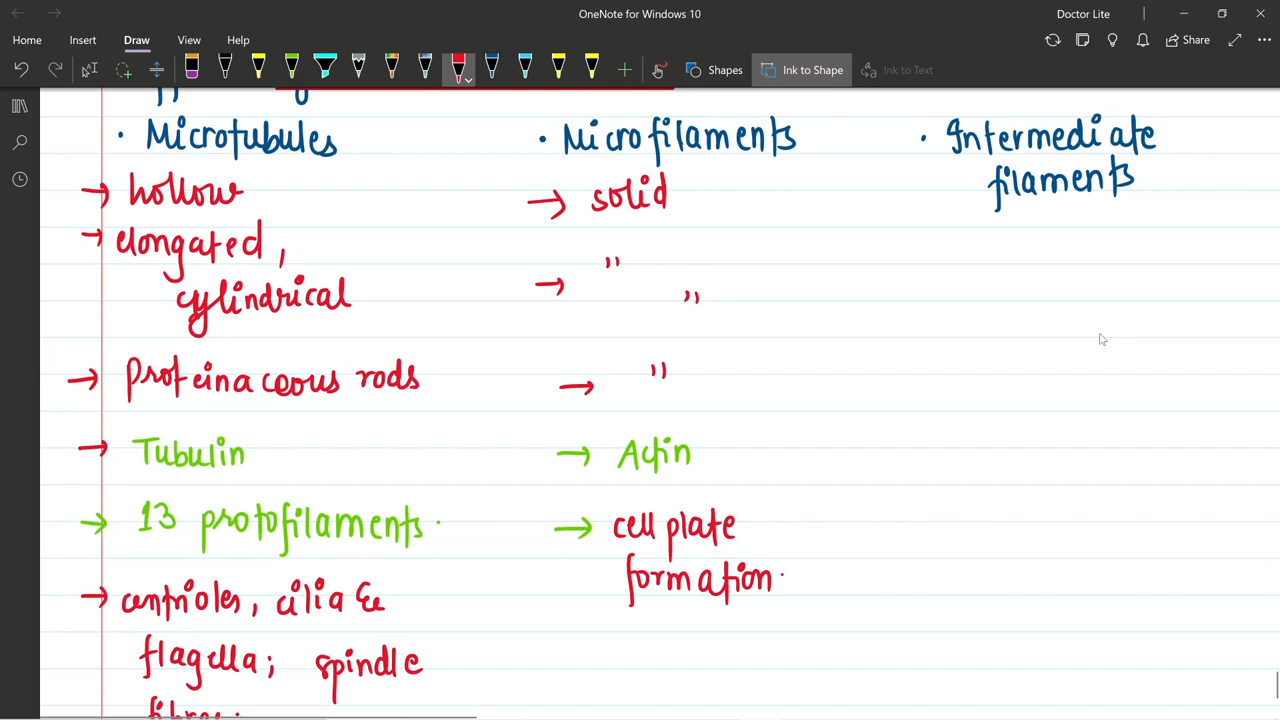 OneNote for Windows 10
Doctor Lite
Home Insert Draw View Help
Share
Shapes
Ink to Shape
Ink to Text
• Microtubules
• Microfilaments
• Intermediate
filaments
→ hollow
→ solid
→ elongated,
cylindrical
→ "
"
→ Proteinaceous rods
→ "
→ Tubulin
→ Actin
→ 13 protofilaments.
→ cell plate
formation.
→ centrioles, cilia &
flagella; spindle
fibres.